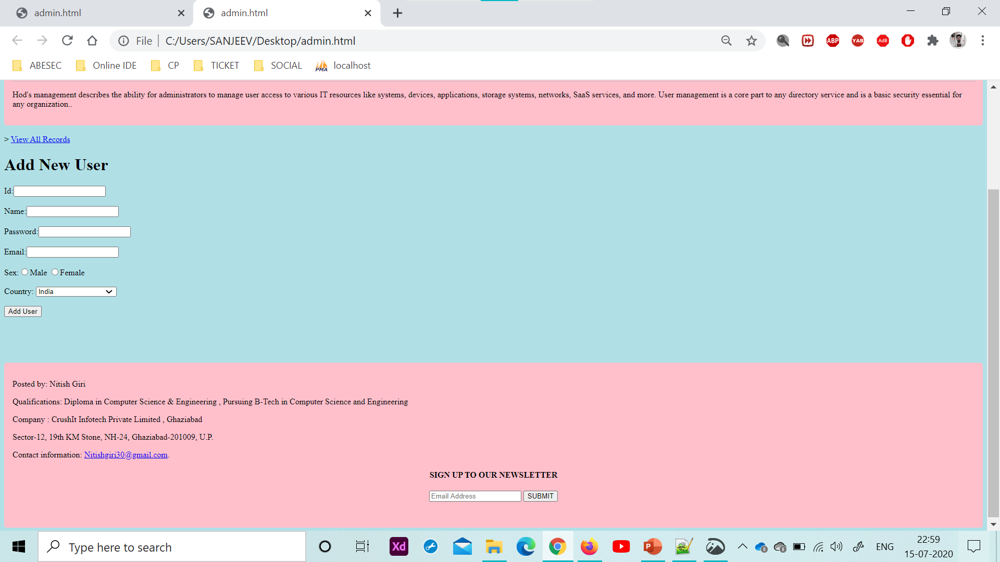 admin.html
admin.html
File C:/Users/SANJEEV/Desktop/admin.html
ABP YAB AdB
ABESEC Online IDE CP TICKET SOCIAL PMA localhost
Hod's management describes the ability for administrators to manage user access to various IT resources like systems, devices, applications, storage systems, networks, SaaS services, and more. User management is a core part to any directory service and is a basic security essential for
any organization..
> View All Records
Add New User
Id:
Name:
Password:
Email:
Sex: Male Female
Country: India
Add User
Posted by: Nitish Giri
Qualifications: Diploma in Computer Science & Engineering , Pursuing B-Tech in Computer Science and Engineering
Company : CrushIt Infotech Private Limited , Ghaziabad
Sector-12, 19th KM Stone, NH-24, Ghaziabad-201009, U.P.
Contact information: Nitishgiri30@gmail.com.
SIGN UP TO OUR NEWSLETTER
Email Address SUBMIT
Type here to search
Xd
P
ENG
22:59
15-07-2020